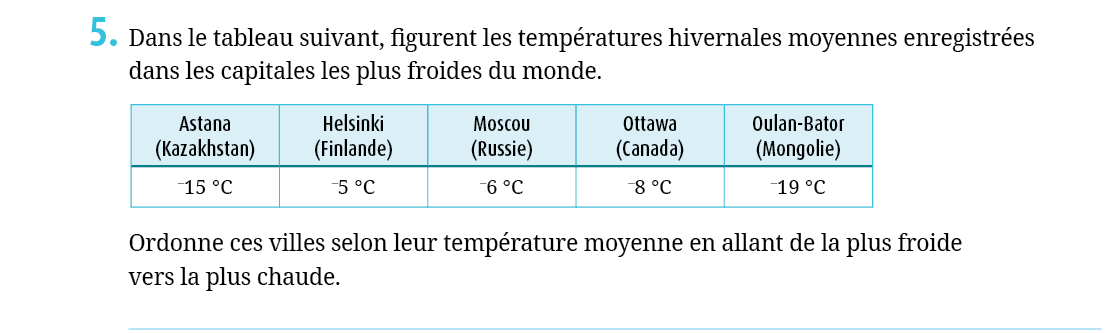 5. Dans le tableau suivant, figurent les températures hivernales moyennes enregistrées
dans les capitales les plus froides du monde.
Astana Helsinki Moscou Ottawa Oulan-Bator
(Kazakhstan) (Finlande) (Russie) (Canada) (Mongolie)
⁻15 °C ⁻5 °C ⁻6 °C ⁻8 °C ⁻19 °C
Ordonne ces villes selon leur température moyenne en allant de la plus froide
vers la plus chaude.